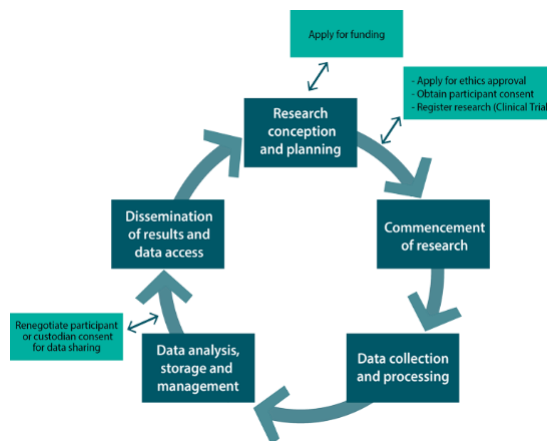 Apply for funding
- Apply for ethics approval
- Obtain participant consent
- Register research (Clinical Trial
Research
conception
and planning
Dissemination
of results and
data access
Commencement
of research
Renegotiate participant
or custodian consent
for data sharing
Data analysis,
storage and
management
Data collection
and processing